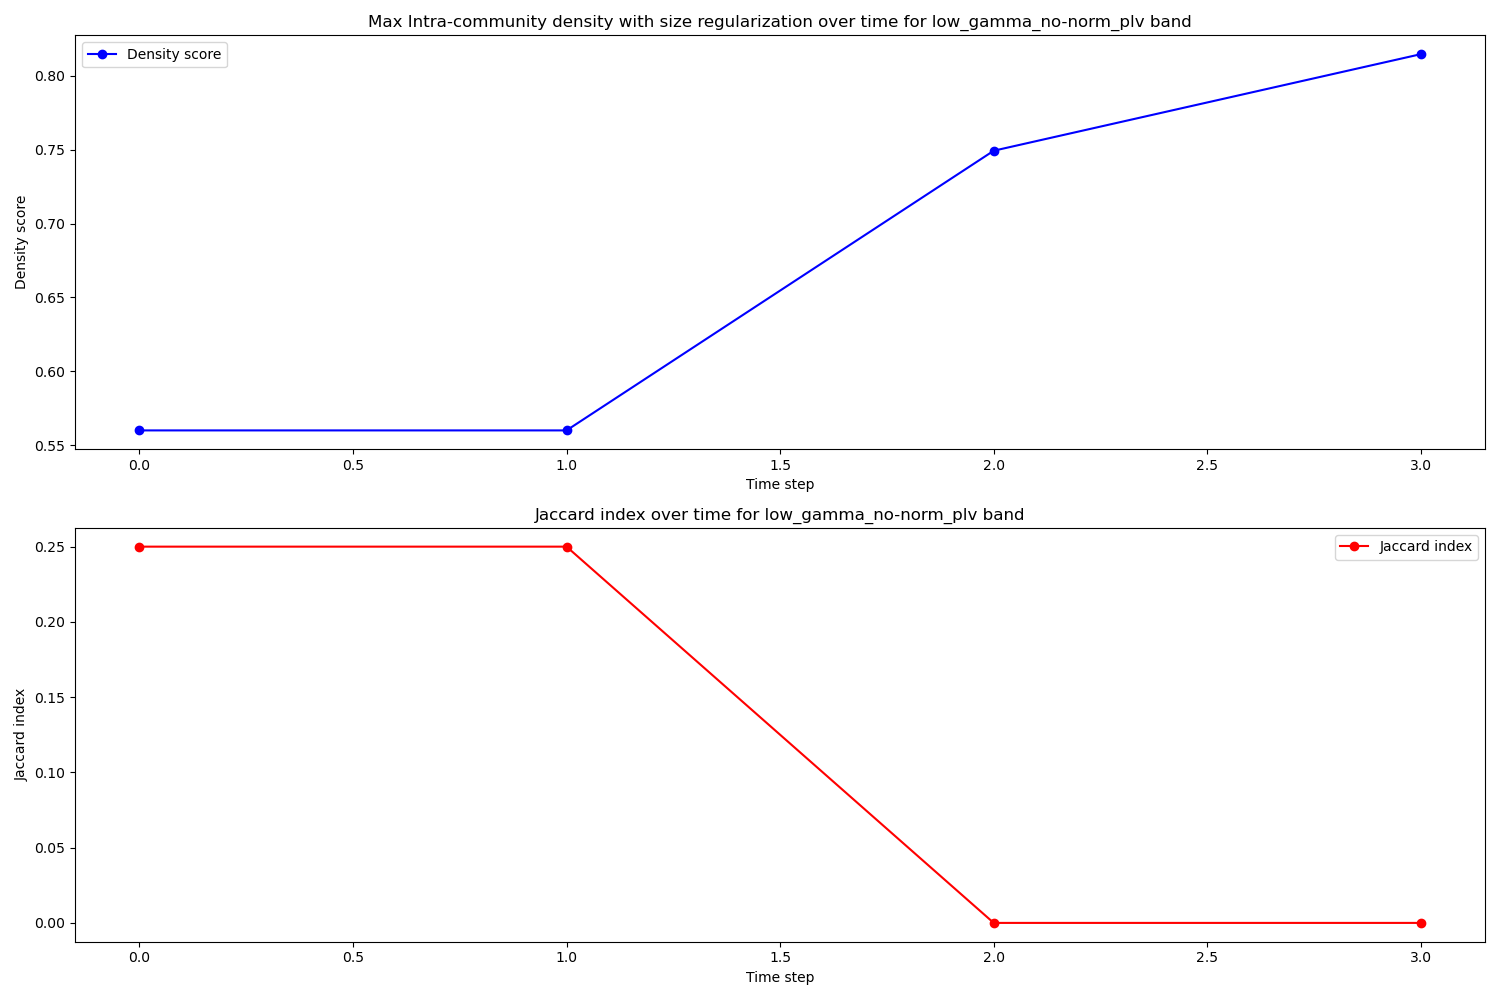 Max Intra-community density with size regularization over time for low_gamma_no-norm_plv band
Density score
0.80
0.75
0.70
0.65
0.60
0.55
Density score
0.0 0.5 1.0 1.5 2.0 2.5 3.0
Time step
Jaccard index over time for low_gamma_no-norm_plv band
Jaccard index
0.25
0.20
0.15
0.10
0.05
0.00
Jaccard index
0.0 0.5 1.0 1.5 2.0 2.5 3.0
Time step